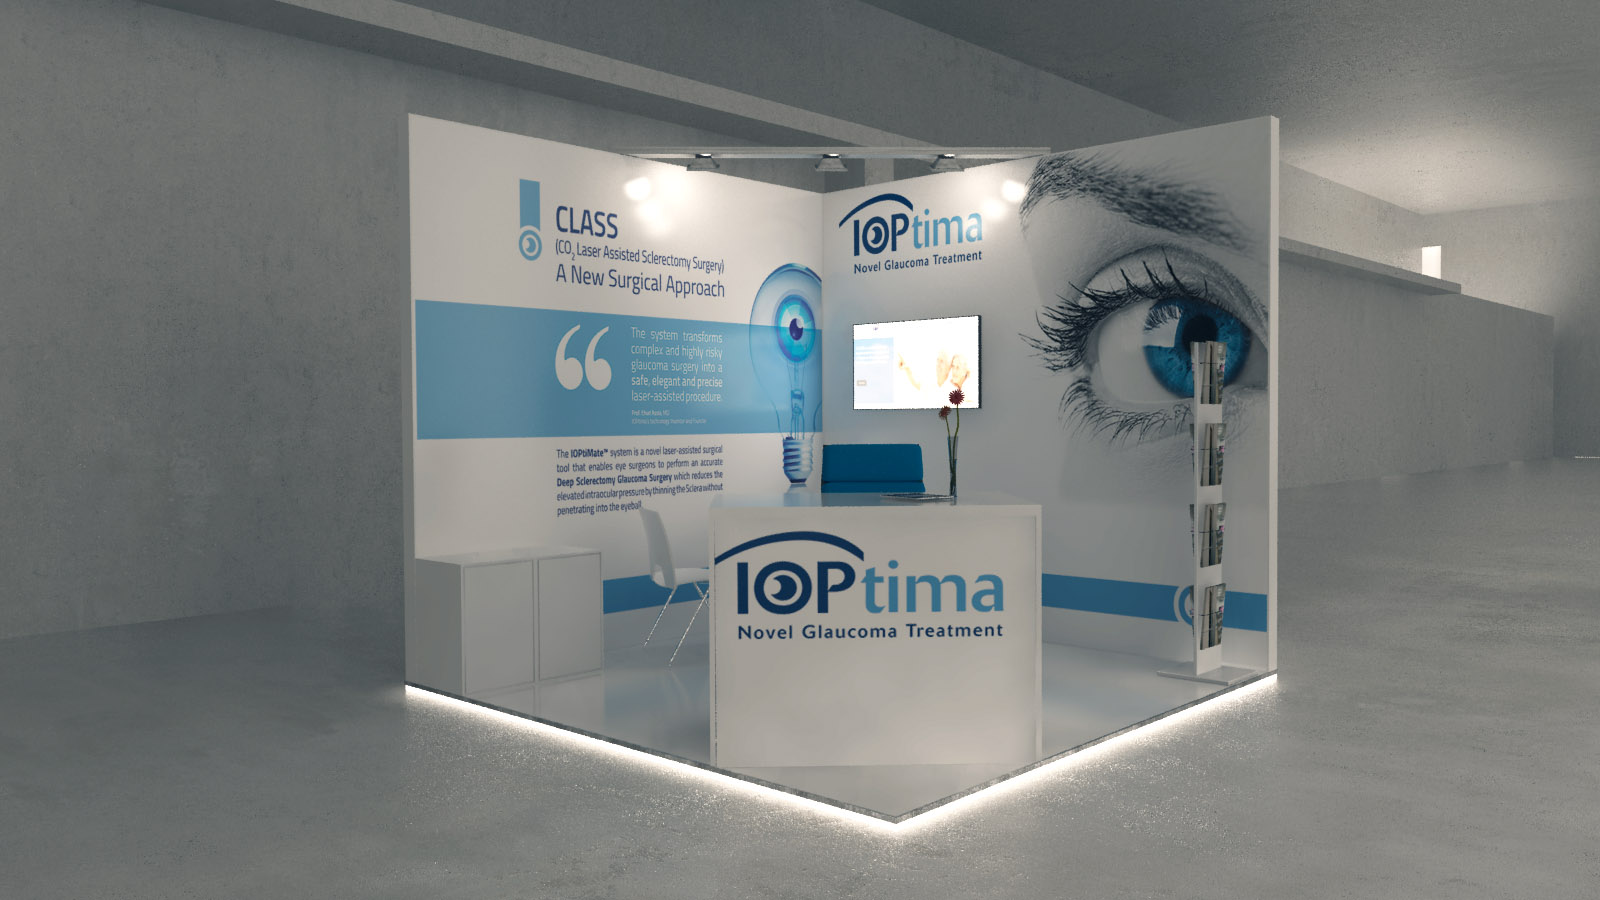 CLASS
(CO2 Laser Assisted Sclerectomy Surgery)
A New Surgical Approach
“
The system transforms
complex and highly risky
glaucoma surgery into a
safe, elegant and precise
laser-assisted procedure.
The IOPtiMate™ system is a novel laser-assisted surgical
tool that enables eye surgeons to perform an accurate
Deep Sclerectomy Glaucoma Surgery which reduces the
elevated intraocular pressure by thinning the Sclera without
penetrating into the eyeball
IOPtima
Novel Glaucoma Treatment
IOPtima
Novel Glaucoma Treatment